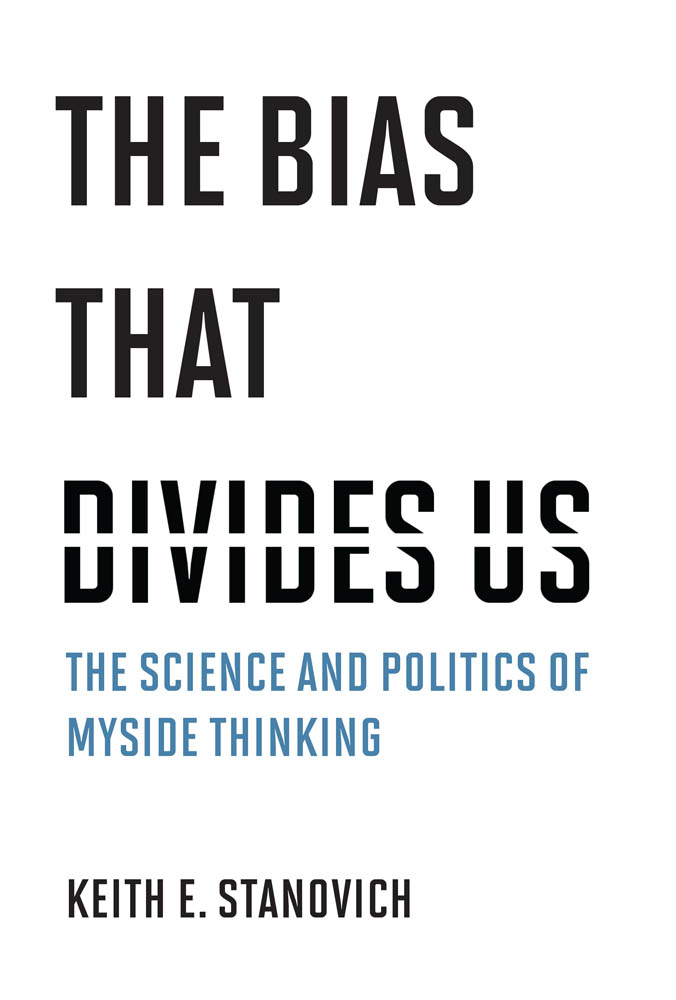 THE BIAS
THAT
DIVIDES US
THE SCIENCE AND POLITICS OF
MYSIDE THINKING
KEITH E. STANOVICH